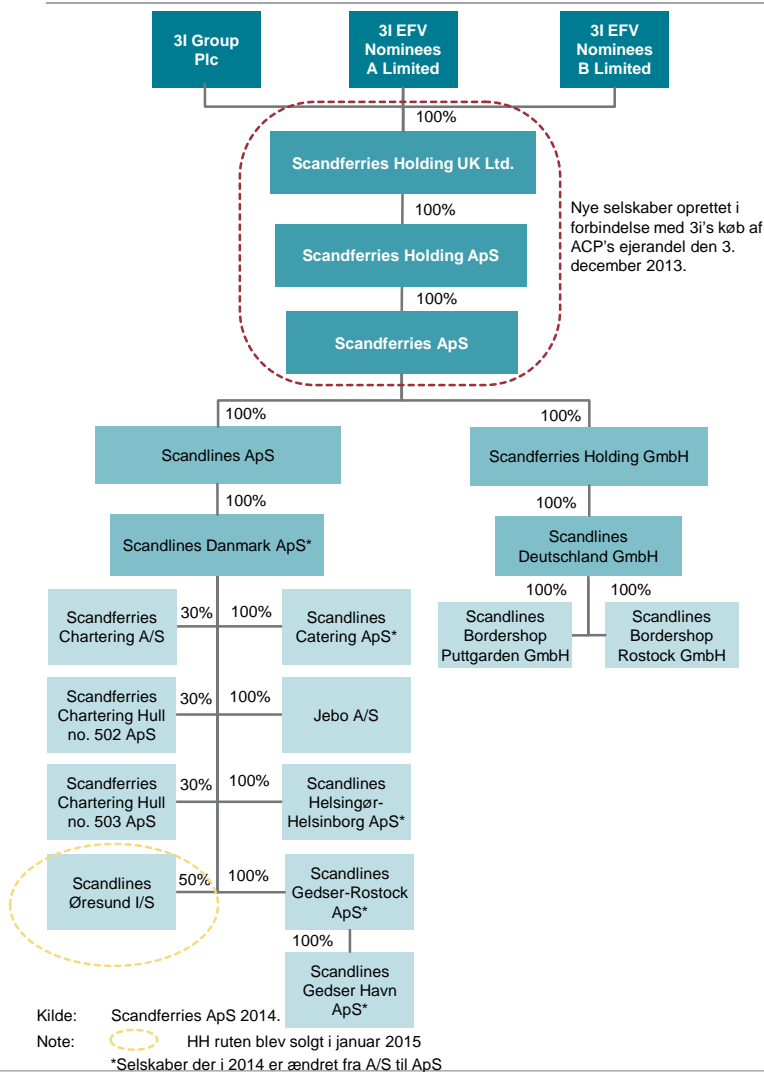 3I Group
Plc
3I EFV
Nominees
A Limited
3I EFV
Nominees
B Limited
100%
Scandferries Holding UK Ltd.
100%
Scandferries Holding ApS
100%
Scandferries ApS
Nye selskaber oprettet i
forbindelse med 3i's køb af
ACP's ejerandel den 3.
december 2013.
100%
100%
Scandlines ApS
Scandferries Holding GmbH
100%
100%
Scandlines Danmark ApS*
Scandlines
Deutschland GmbH
100%
100%
Scandlines
Bordershop
Puttgarden GmbH
Scandlines
Bordershop
Rostock GmbH
Scandferries
Chartering A/S
30%
100%
Scandlines
Catering ApS*
Scandferries
Chartering Hull
no. 502 ApS
30%
100%
Jebo A/S
Scandferries
Chartering Hull
no. 503 ApS
30%
100%
Scandlines
Helsingør-
Helsinborg ApS*
Scandlines
Øresund I/S
50%
100%
Scandlines
Gedser-Rostock
ApS*
100%
Scandlines
Gedser Havn
ApS*
Kilde: Scandferries ApS 2014.
Note: HH ruten blev solgt i januar 2015
*Selskaber der i 2014 er ændret fra A/S til ApS